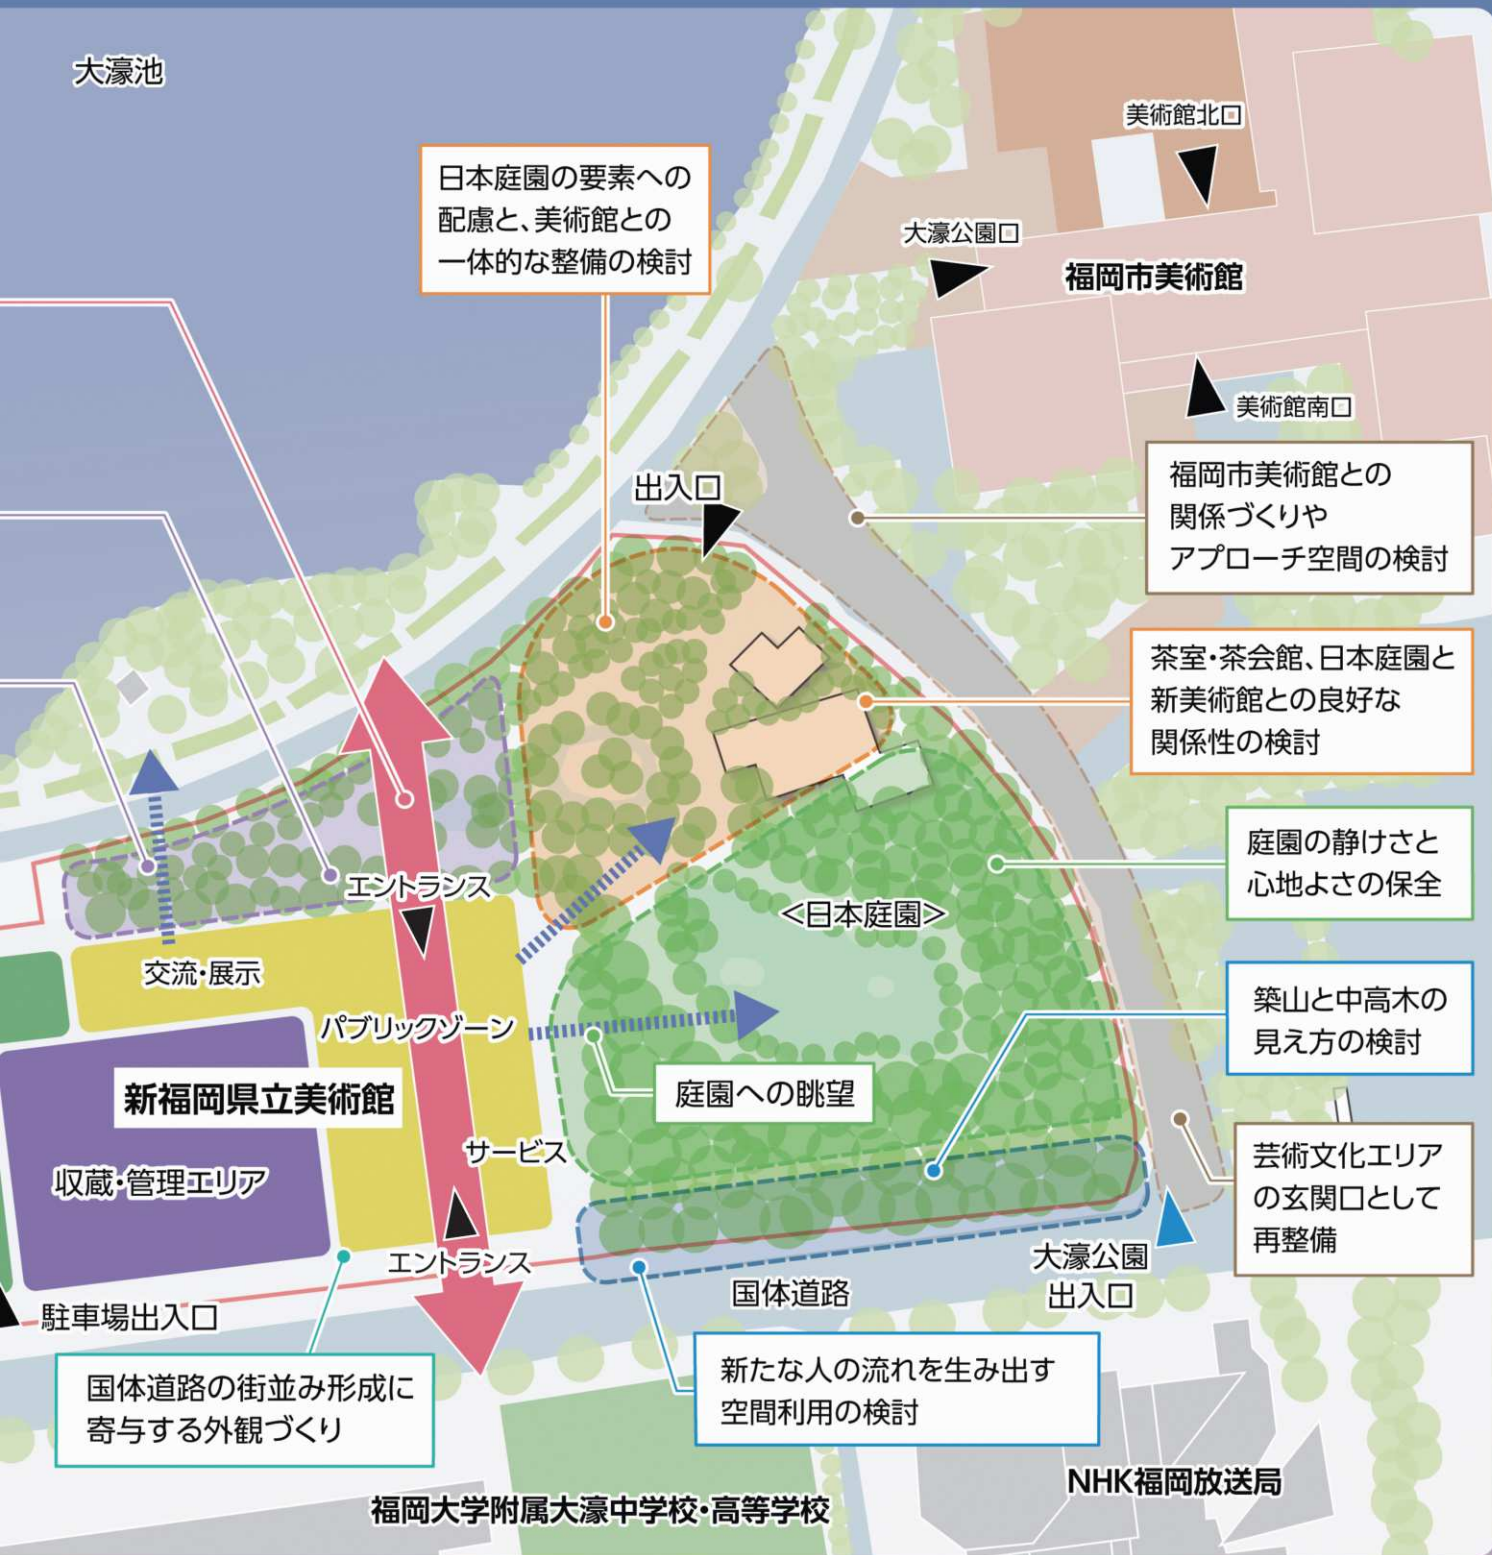 大濠池
美術館北口
日本庭園の要素への
配慮と、美術館との
一体的な整備の検討
大濠公園口
福岡市美術館
美術館南口
出入口
福岡市美術館との
関係づくりや
アプローチ空間の検討
茶室・茶会館、日本庭園と
新美術館との良好な
関係性の検討
庭園の静けさと
心地よさの保全
エントランス
<日本庭園>
交流・展示
パブリックゾーン
築山と中高木の
見え方の検討
新福岡県立美術館
庭園への眺望
サービス
収蔵・管理エリア
芸術文化エリア
の玄関口として
再整備
エントランス
大濠公園
出入口
国体道路
駐車場出入口
国体道路の街並み形成に
寄与する外観づくり
新たな人の流れを生み出す
空間利用の検討
NHK福岡放送局
福岡大学附属大濠中学校・高等学校